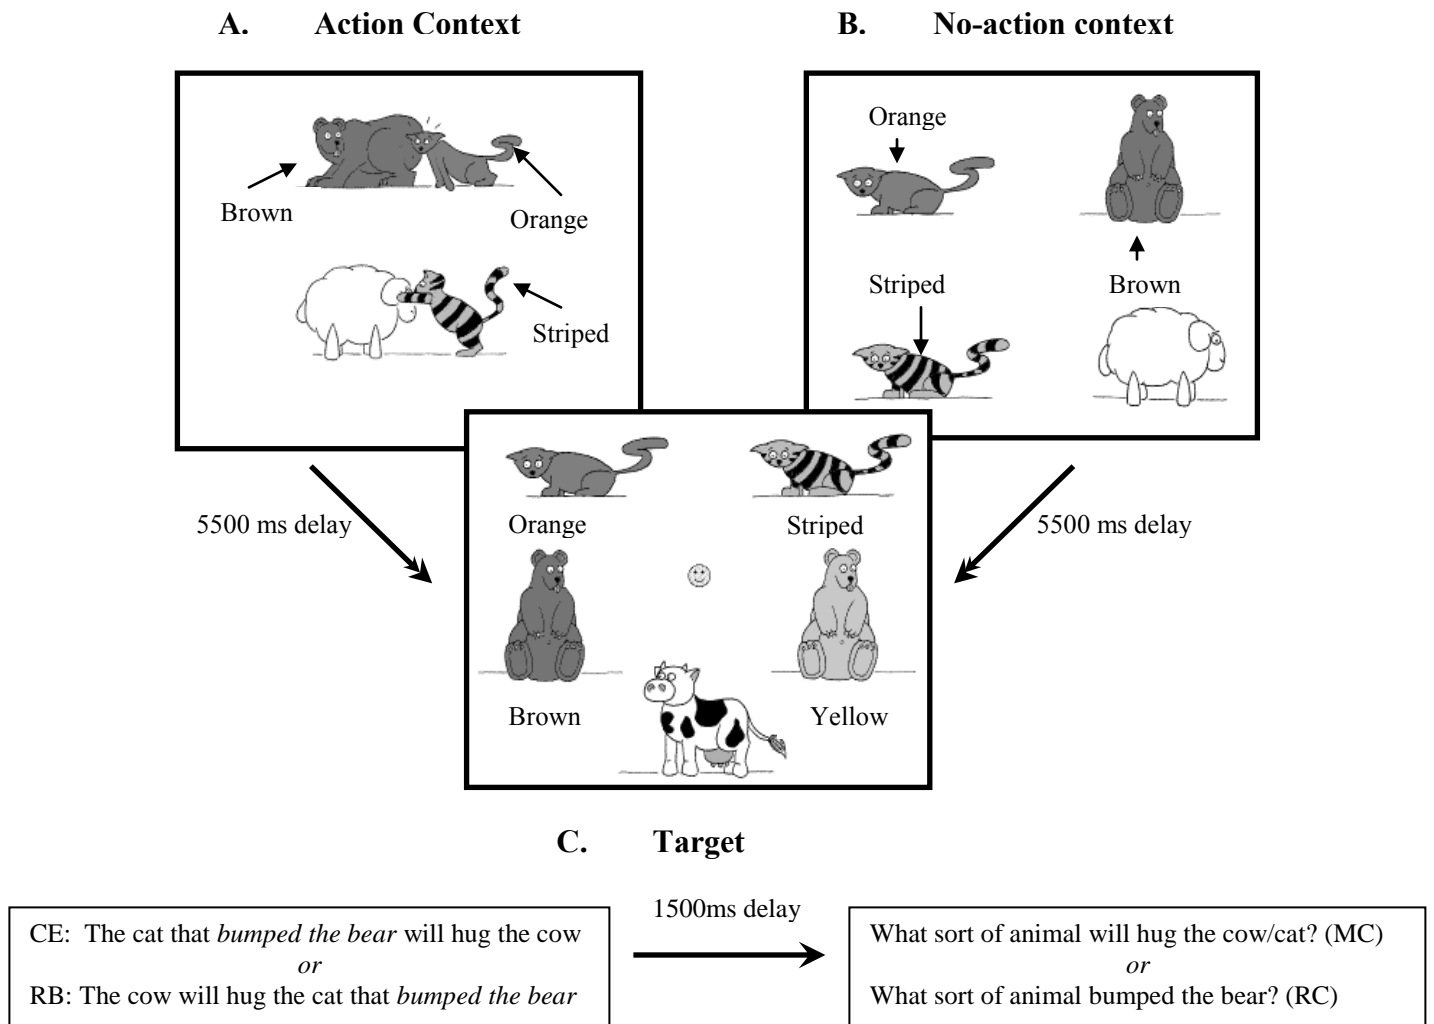 A. Action Context
B. No-action context
Brown
Orange
Striped
Orange
Striped
Brown
5500 ms delay
5500 ms delay
Orange
Striped
Brown
Yellow
C. Target
CE: The cat that bumped the bear will hug the cow
or
RB: The cow will hug the cat that bumped the bear
1500ms delay
What sort of animal will hug the cow/cat? (MC)
or
What sort of animal bumped the bear? (RC)